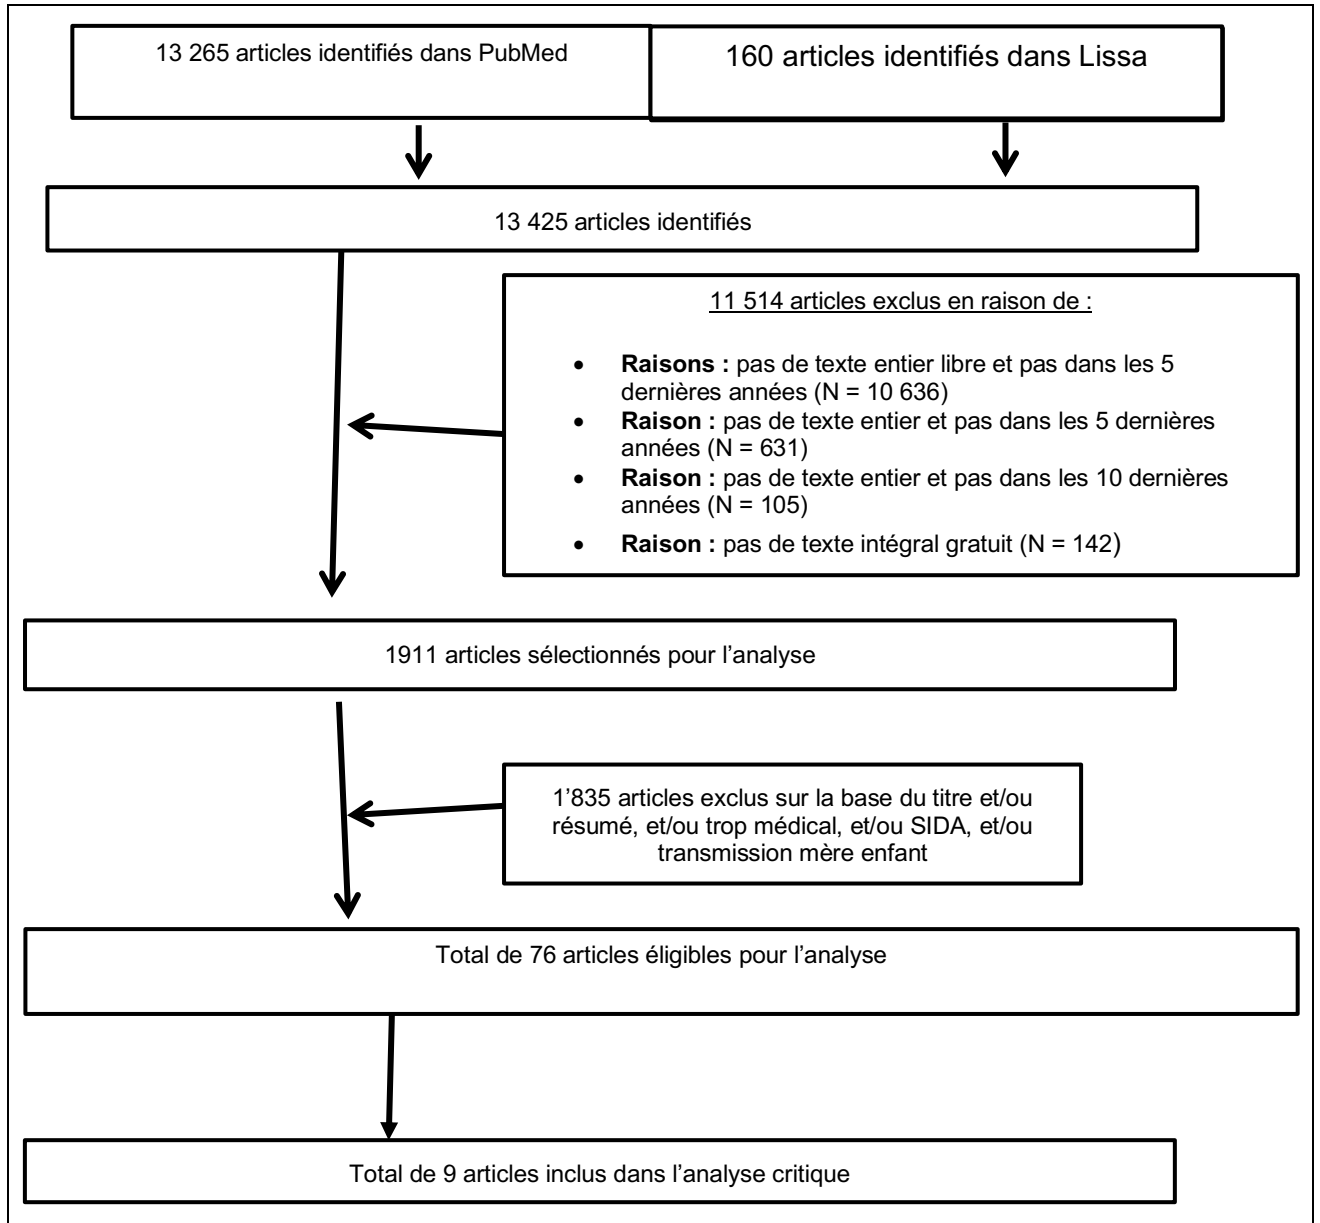 13 265 articles identifiés dans PubMed
160 articles identifiés dans Lissa
13 425 articles identifiés
11 514 articles exclus en raison de :
• Raisons : pas de texte entier libre et pas dans les 5
dernières années (N = 10 636)
• Raison : pas de texte entier et pas dans les 5 dernières
années (N = 631)
• Raison : pas de texte entier et pas dans les 10 dernières
années (N = 105)
• Raison : pas de texte intégral gratuit (N = 142)
1911 articles sélectionnés pour l’analyse
1’835 articles exclus sur la base du titre et/ou
résumé, et/ou trop médical, et/ou SIDA, et/ou
transmission mère enfant
Total de 76 articles éligibles pour l’analyse
Total de 9 articles inclus dans l’analyse critique